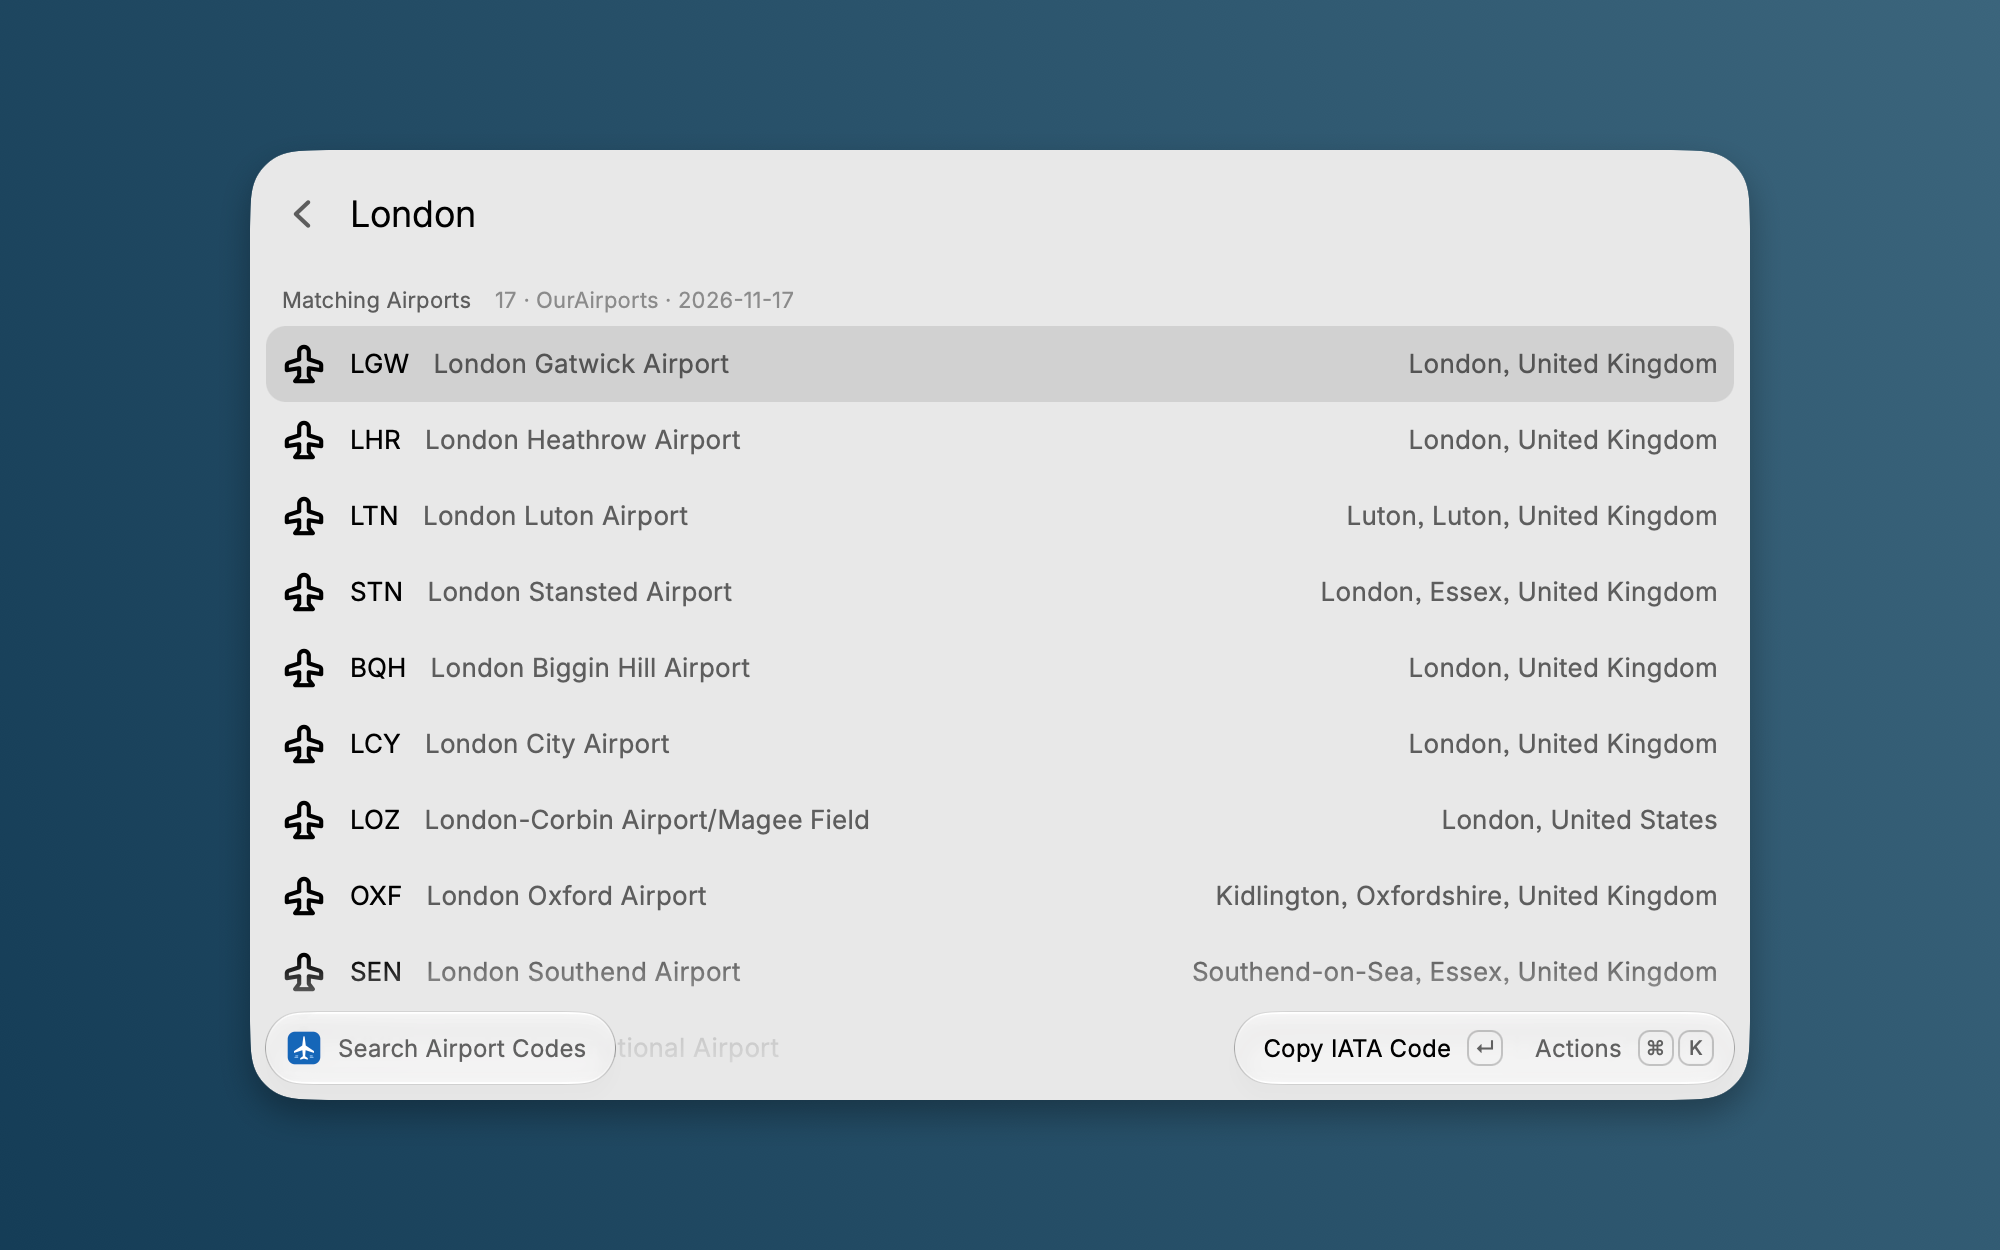 London
Matching Airports 17 · OurAirports · 2026-11-17
LGW London Gatwick Airport London, United Kingdom
LHR London Heathrow Airport London, United Kingdom
LTN London Luton Airport Luton, Luton, United Kingdom
STN London Stansted Airport London, Essex, United Kingdom
BQH London Biggin Hill Airport London, United Kingdom
LCY London City Airport London, United Kingdom
LOZ London-Corbin Airport/Magee Field London, United States
OXF London Oxford Airport Kidlington, Oxfordshire, United Kingdom
SEN London Southend Airport Southend-on-Sea, Essex, United Kingdom
Search Airport Codes tional Airport Copy IATA Code ↵ Actions ⌘ K